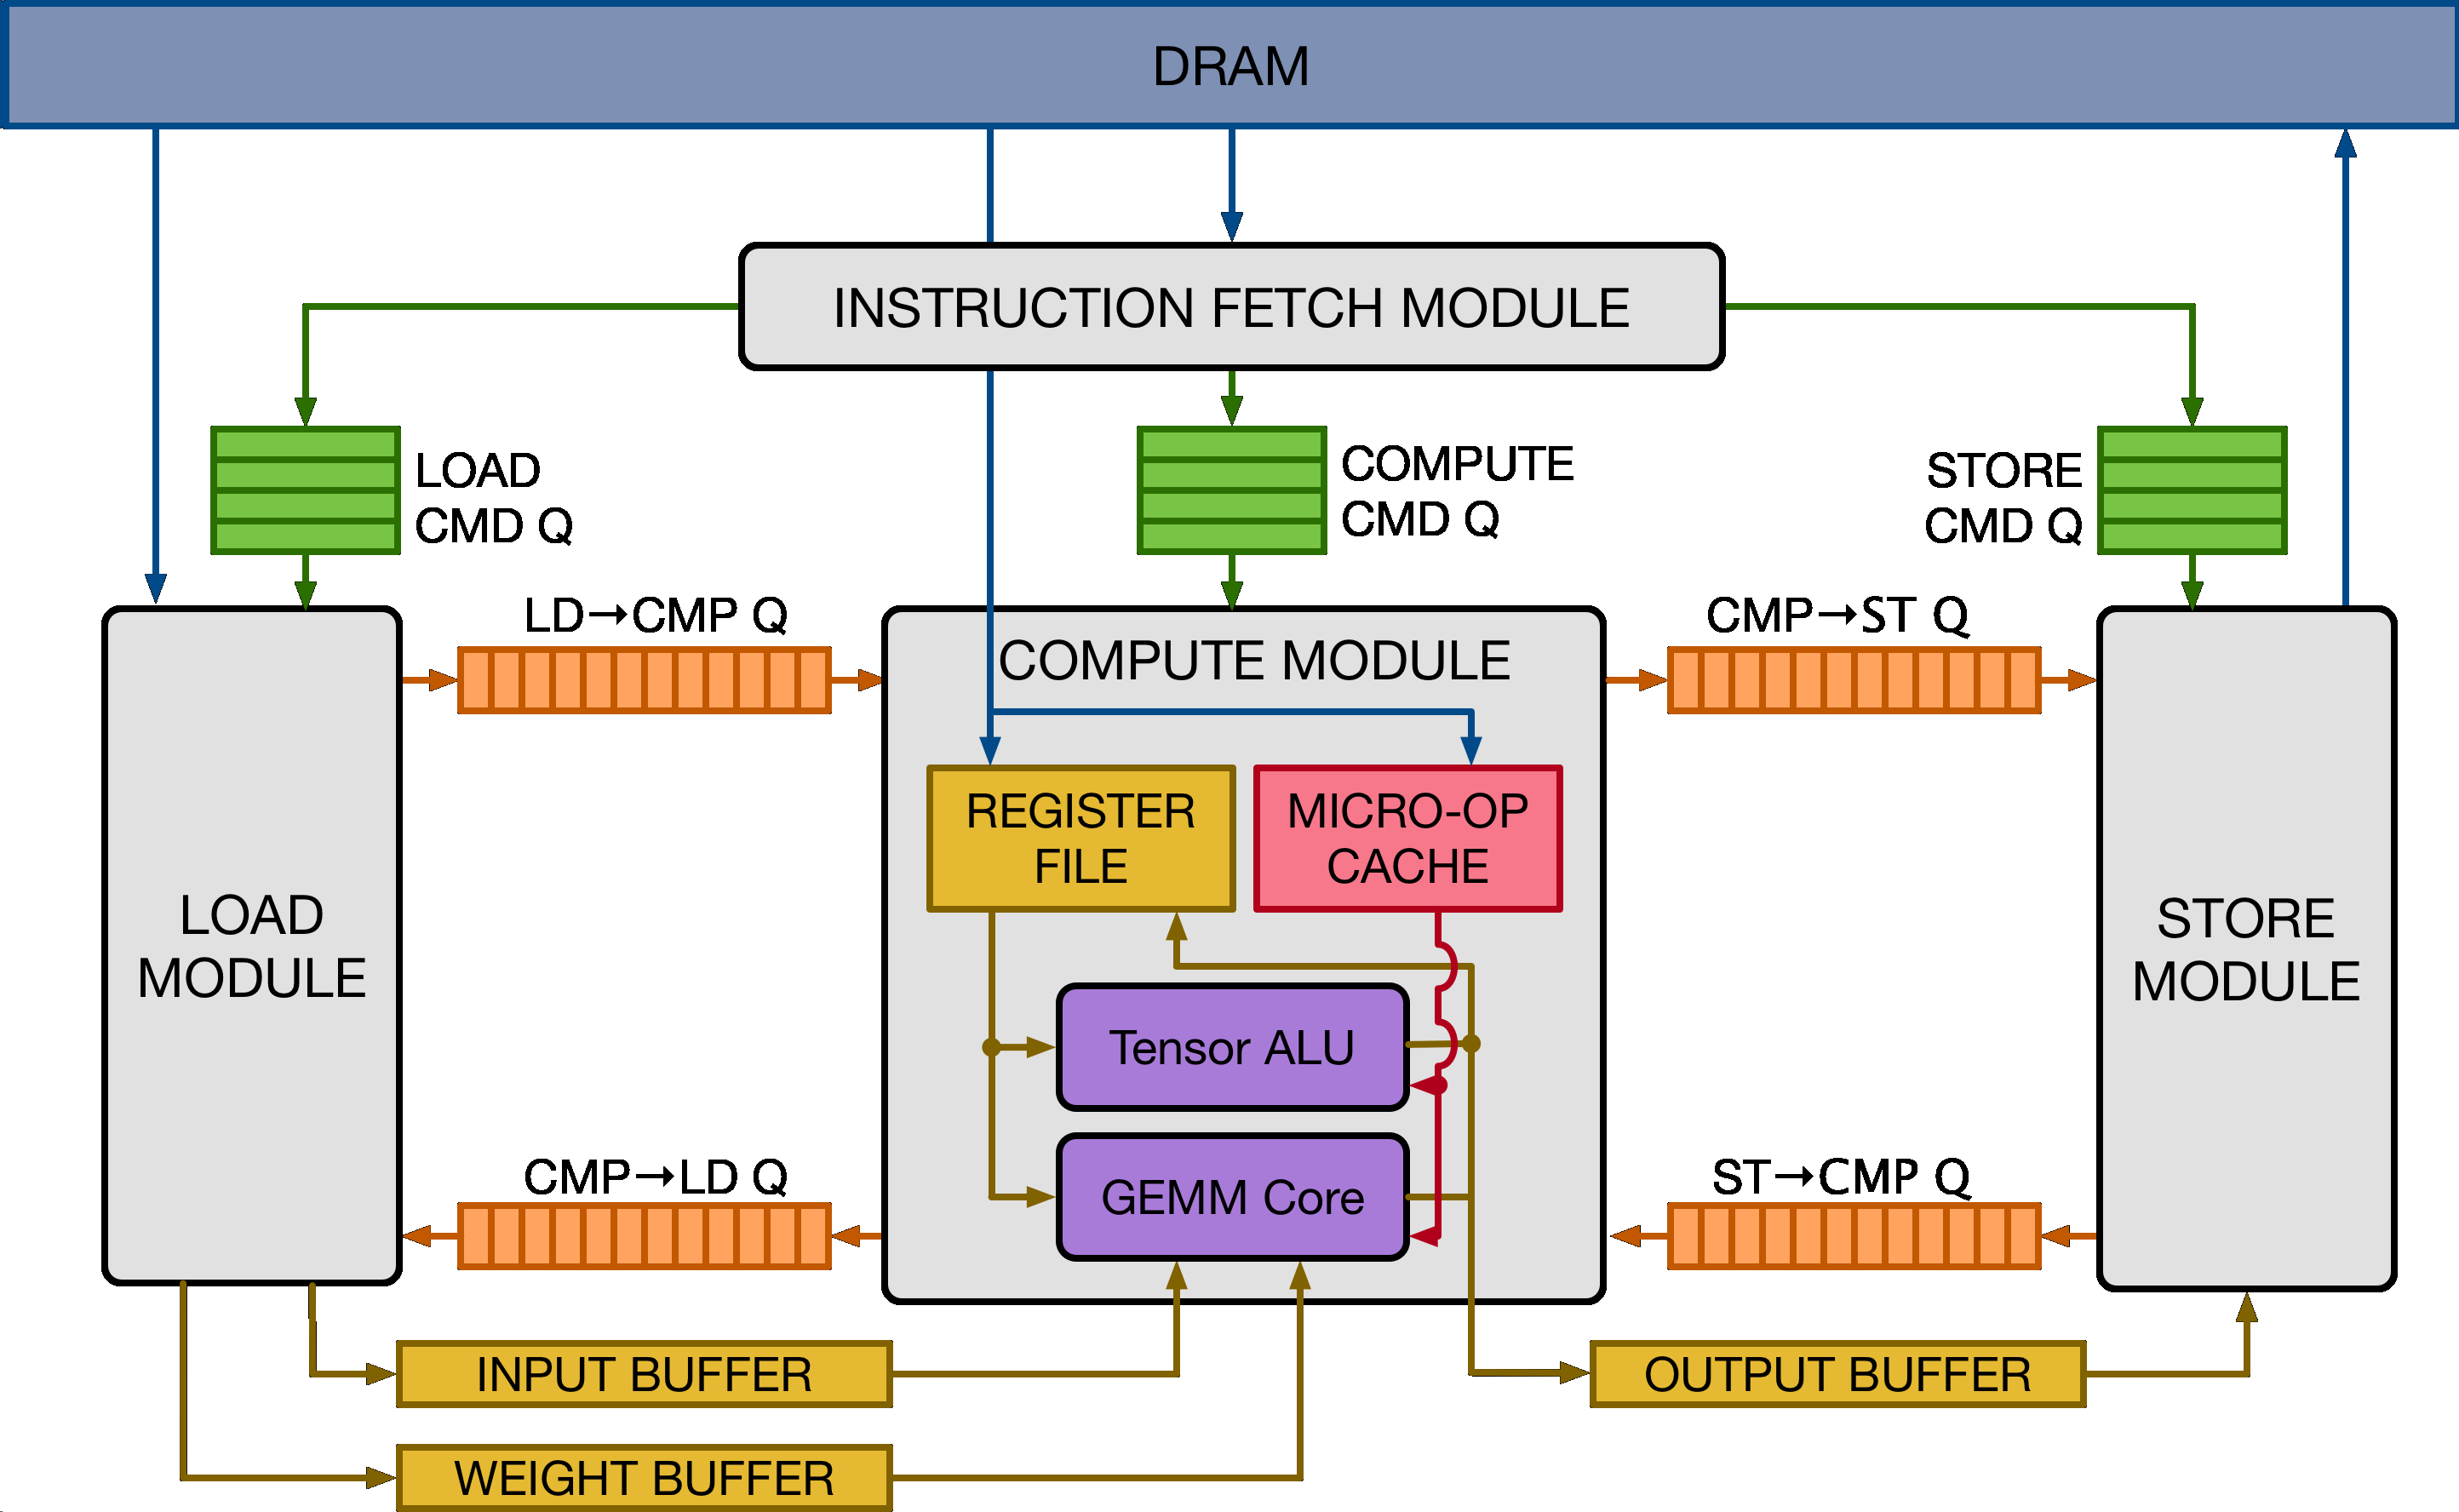 DRAM
INSTRUCTION FETCH MODULE
LOAD
CMD Q
COMPUTE
CMD Q
STORE
CMD Q
LD→CMP Q
CMP→ST Q
COMPUTE MODULE
REGISTER
FILE
MICRO-OP
CACHE
LOAD
MODULE
STORE
MODULE
Tensor ALU
CMP→LD Q
GEMM Core
ST→CMP Q
INPUT BUFFER
OUTPUT BUFFER
WEIGHT BUFFER